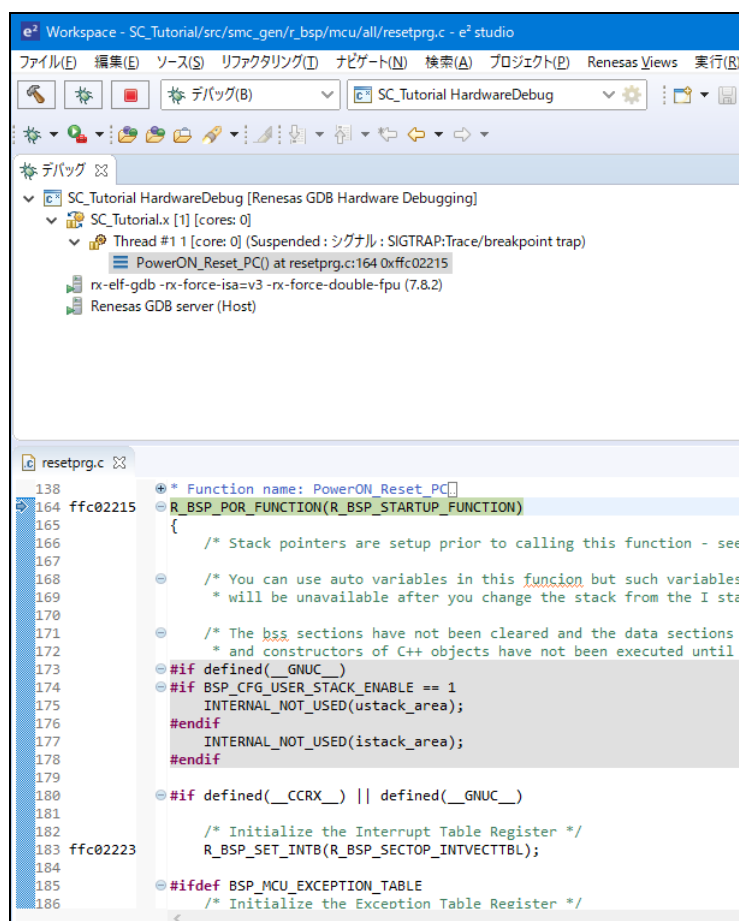 Workspace - SC_Tutorial/src/smc_gen/r_bsp/mcu/all/resetprg.c - e² studio
ファイル(F) 編集(E) ソース(S) リファクタリング(T) ナビゲート(N) 検索(A) プロジェクト(P) Renesas Views 実行(R)
デバッグ(B) SC_Tutorial HardwareDebug
デバッグ
SC_Tutorial HardwareDebug [Renesas GDB Hardware Debugging]
SC_Tutorial.x [1] [cores: 0]
Thread #1 1 [core: 0] (Suspended : シグナル : SIGTRAP:Trace/breakpoint trap)
PowerON_Reset_PC() at resetprg.c:164 0xffc02215
rx-elf-gdb -rx-force-isa=v3 -rx-force-double-fpu (7.8.2)
Renesas GDB server (Host)
resetprg.c
138 * Function name: PowerON_Reset_PC
164 ffc02215 R_BSP_POR_FUNCTION(R_BSP_STARTUP_FUNCTION)
165 {
166 /* Stack pointers are setup prior to calling this function - see
167
168 /* You can use auto variables in this funcion but such variables
169 * will be unavailable after you change the stack from the I sta
170
171 /* The bss sections have not been cleared and the data sections
172 * and constructors of C++ objects have not been executed until
173 #if defined(__GNUC__)
174 #if BSP_CFG_USER_STACK_ENABLE == 1
175 INTERNAL_NOT_USED(ustack_area);
176 #endif
177 INTERNAL_NOT_USED(istack_area);
178 #endif
179
180 #if defined(__CCRX__) || defined(__GNUC__)
181
182 /* Initialize the Interrupt Table Register */
183 ffc02223 R_BSP_SET_INTB(R_BSP_SECTOP_INTVECTTBL);
184
185 #ifdef BSP_MCU_EXCEPTION_TABLE
186 /* Initialize the Exception Table Register */